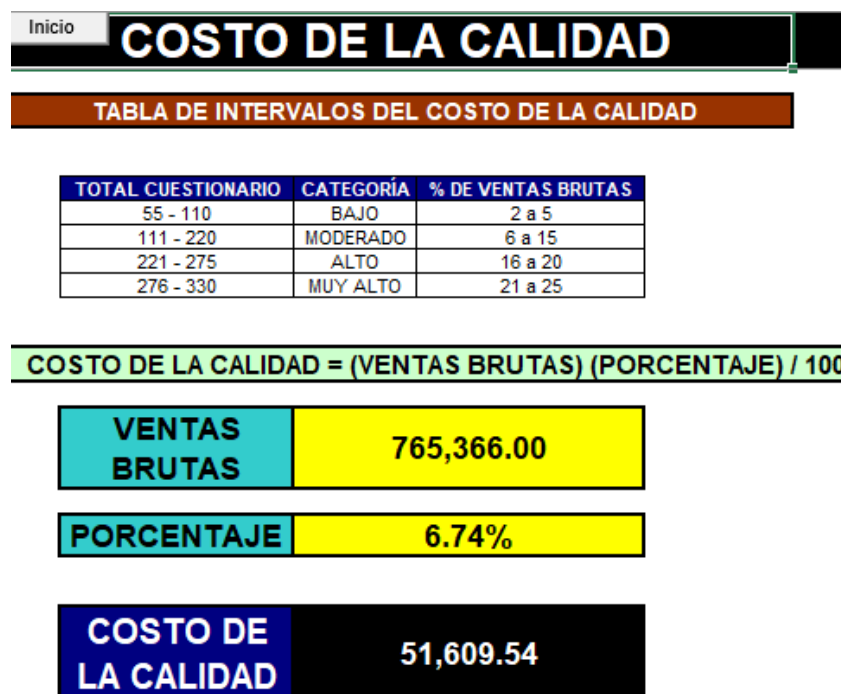 Inicio
COSTO DE LA CALIDAD
TABLA DE INTERVALOS DEL COSTO DE LA CALIDAD
TOTAL CUESTIONARIO CATEGORÍA % DE VENTAS BRUTAS
55 - 110 BAJO 2 a 5
111 - 220 MODERADO 6 a 15
221 - 275 ALTO 16 a 20
276 - 330 MUY ALTO 21 a 25
COSTO DE LA CALIDAD = (VENTAS BRUTAS) (PORCENTAJE) / 100
VENTAS
BRUTAS
765,366.00
PORCENTAJE 6.74%
COSTO DE
LA CALIDAD
51,609.54